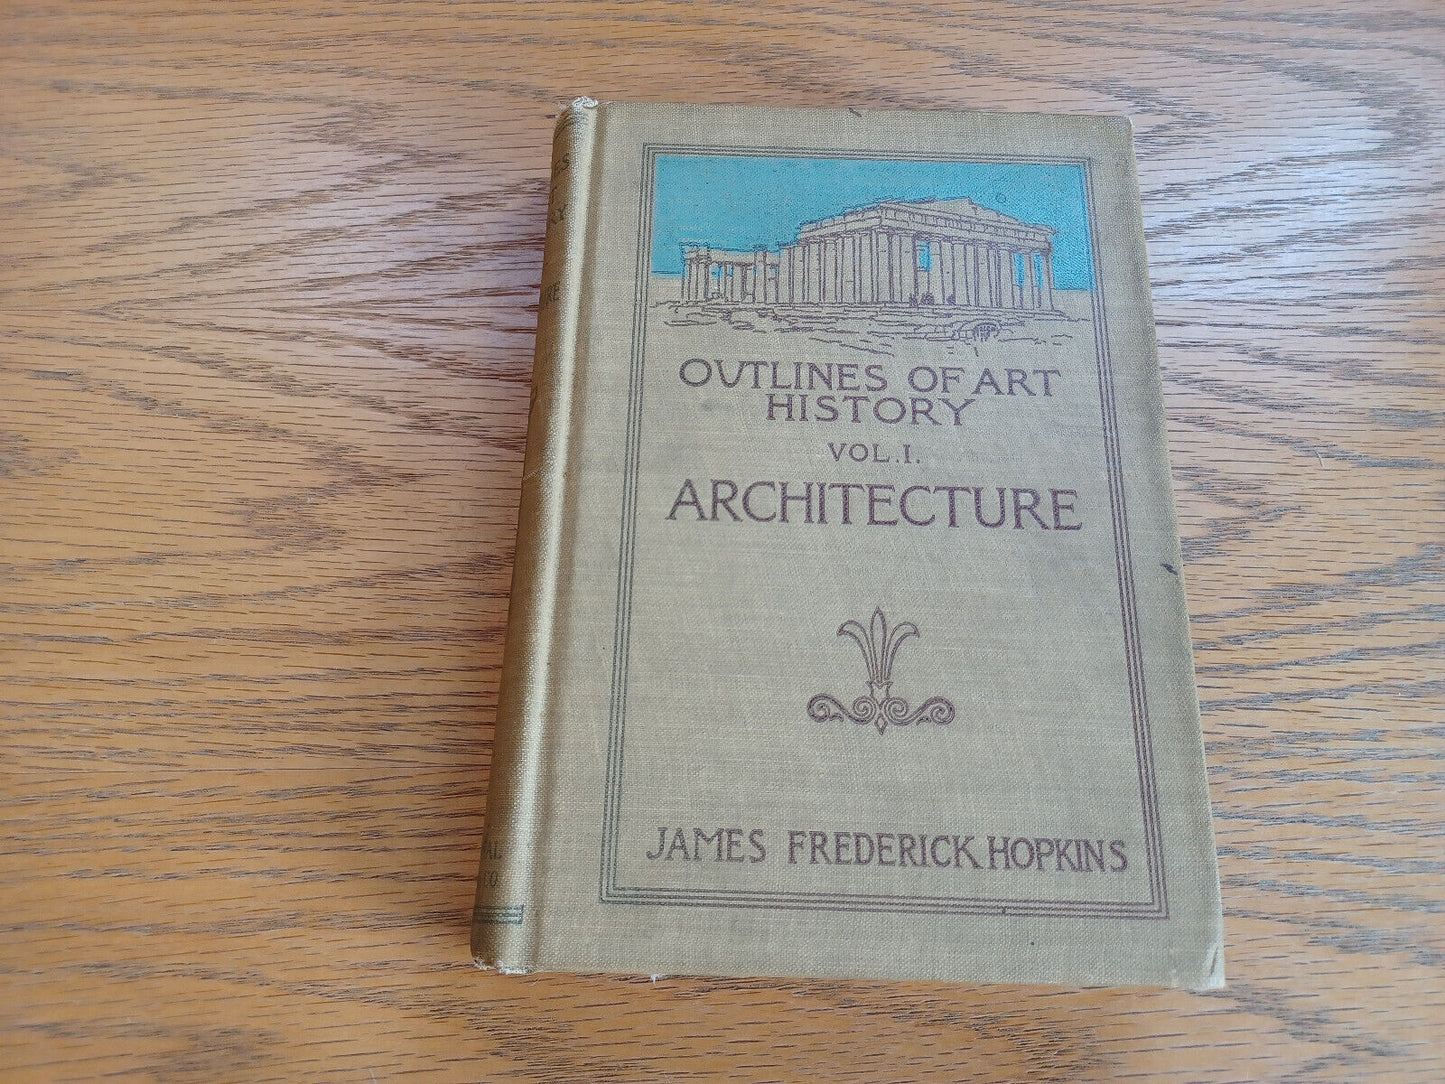 OUTLINES OF ART
HISTORY
VOL. I.
ARCHITECTURE
JAMES FREDERICK HOPKINS